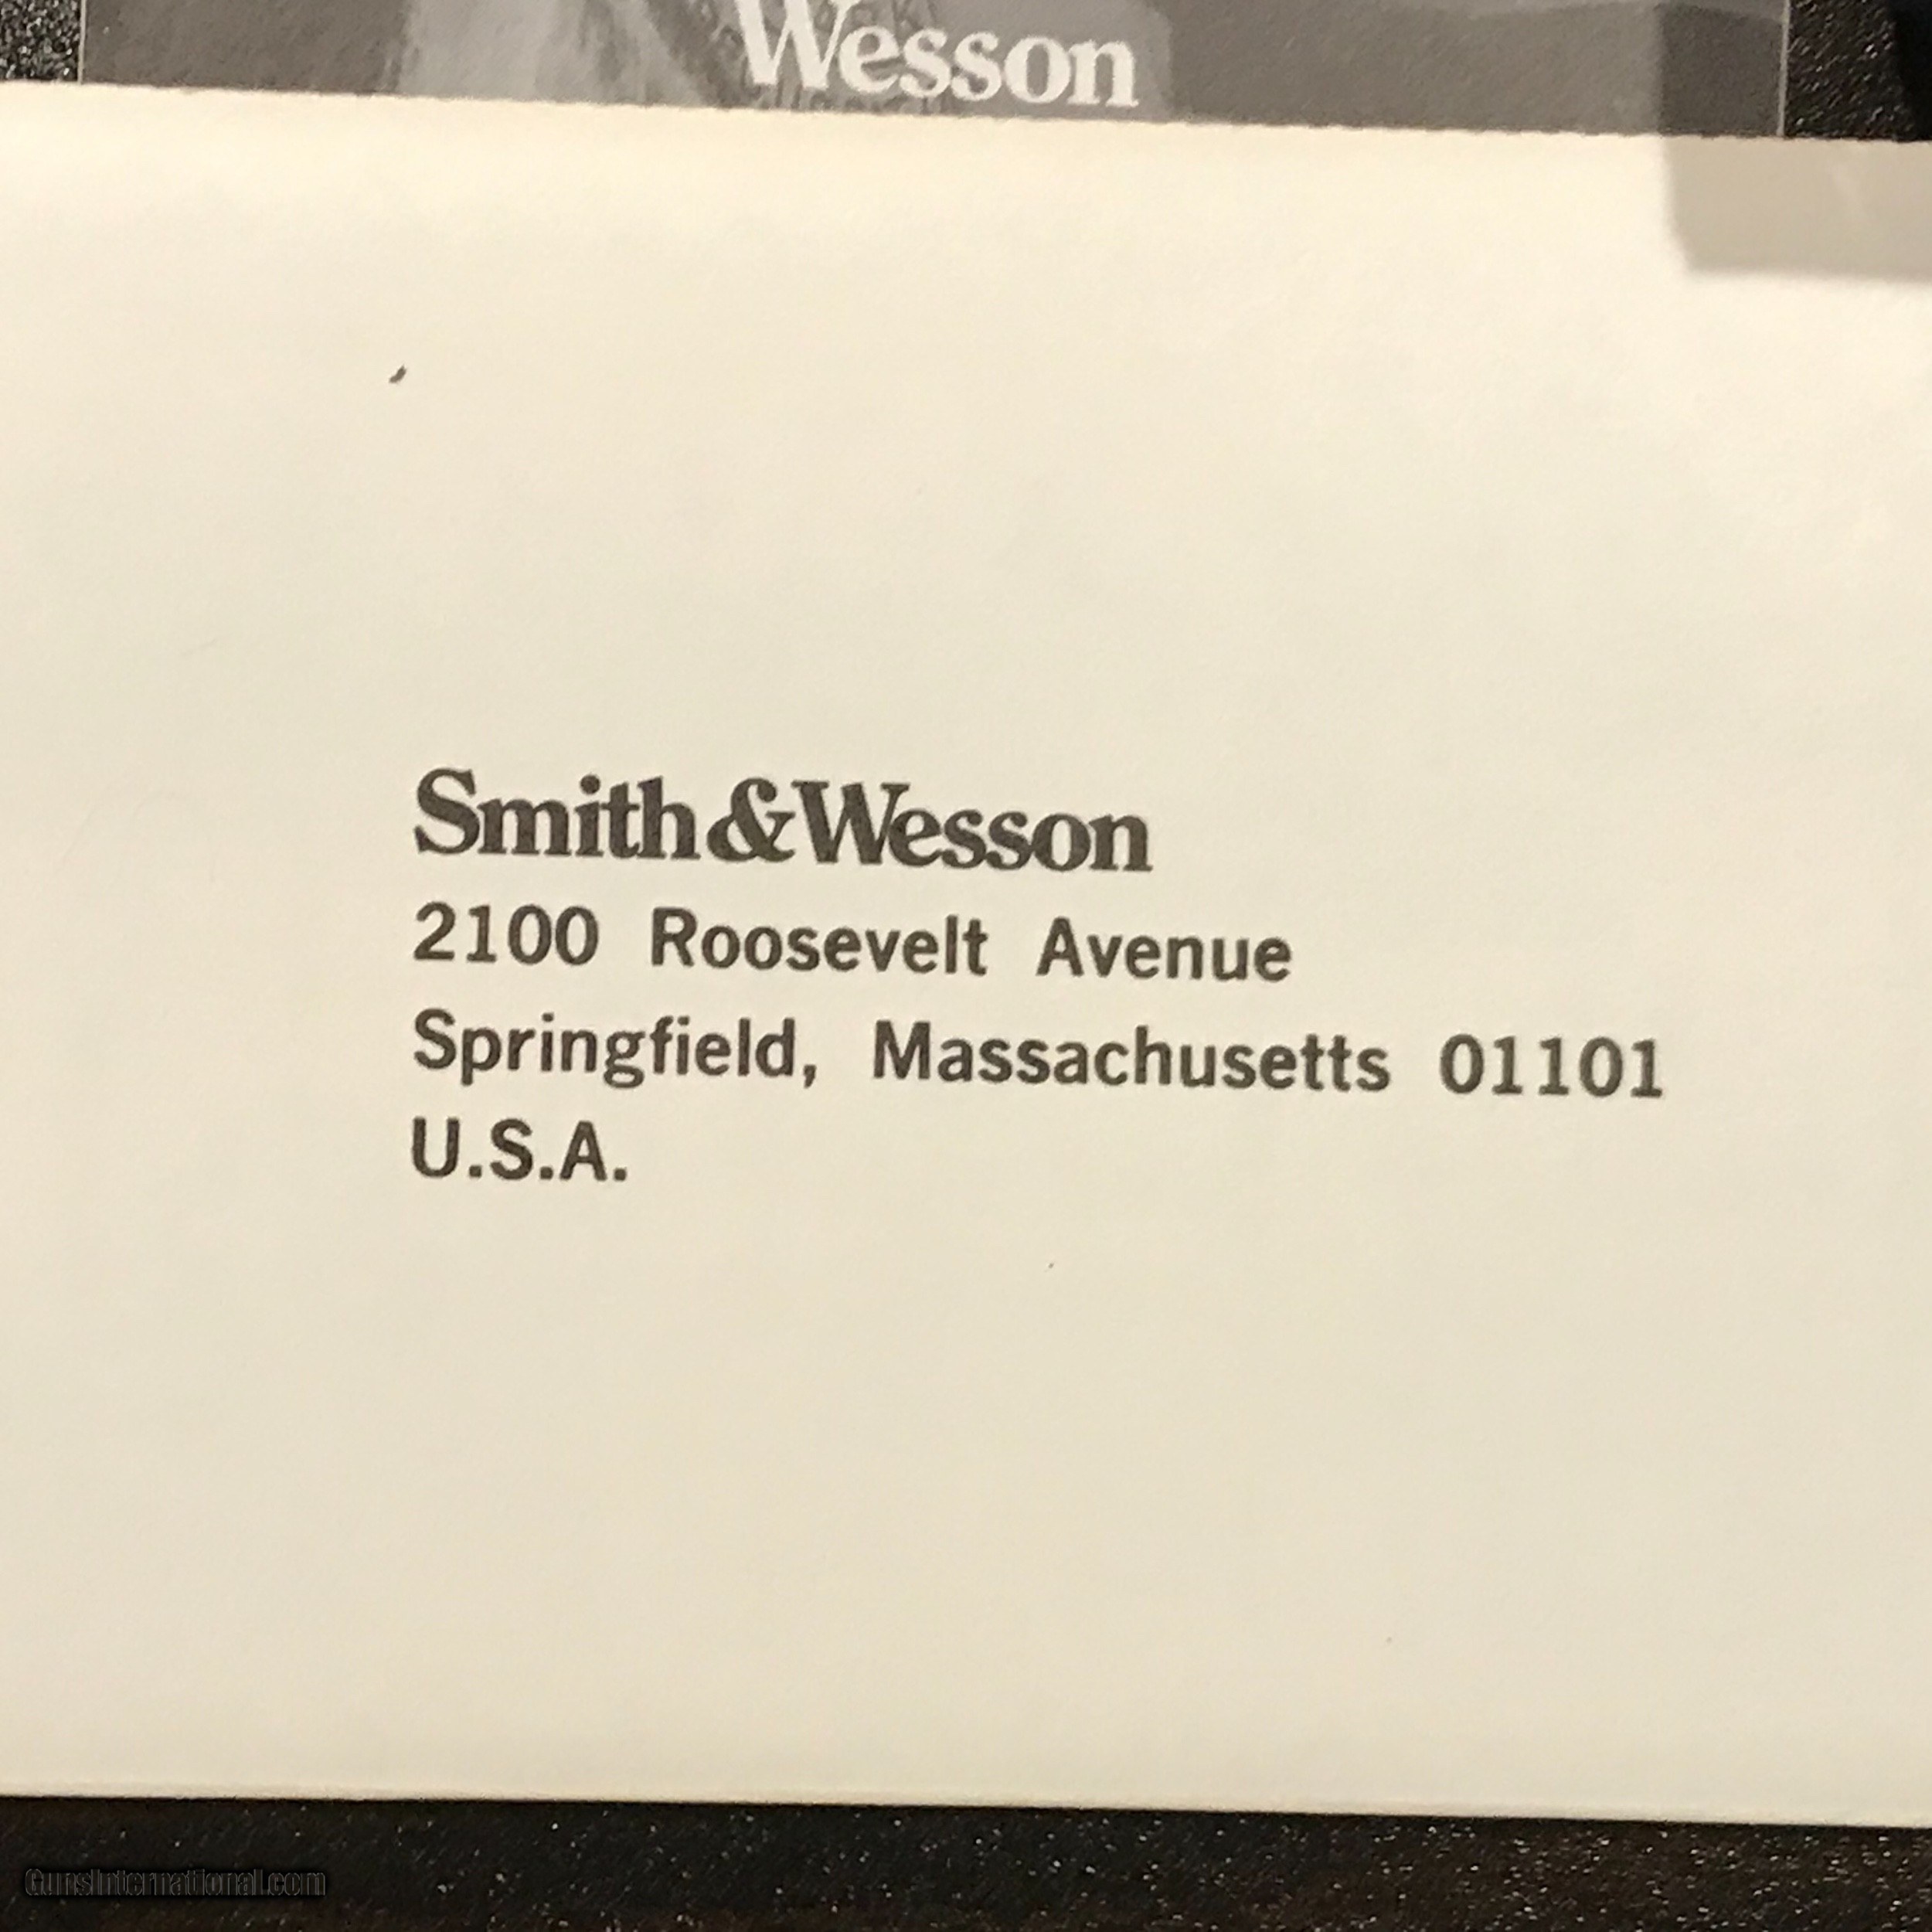 Wesson
Smith & Wesson
2100 Roosevelt Avenue
Springfield, Massachusetts 01101
U.S.A.
GunsInternational.com